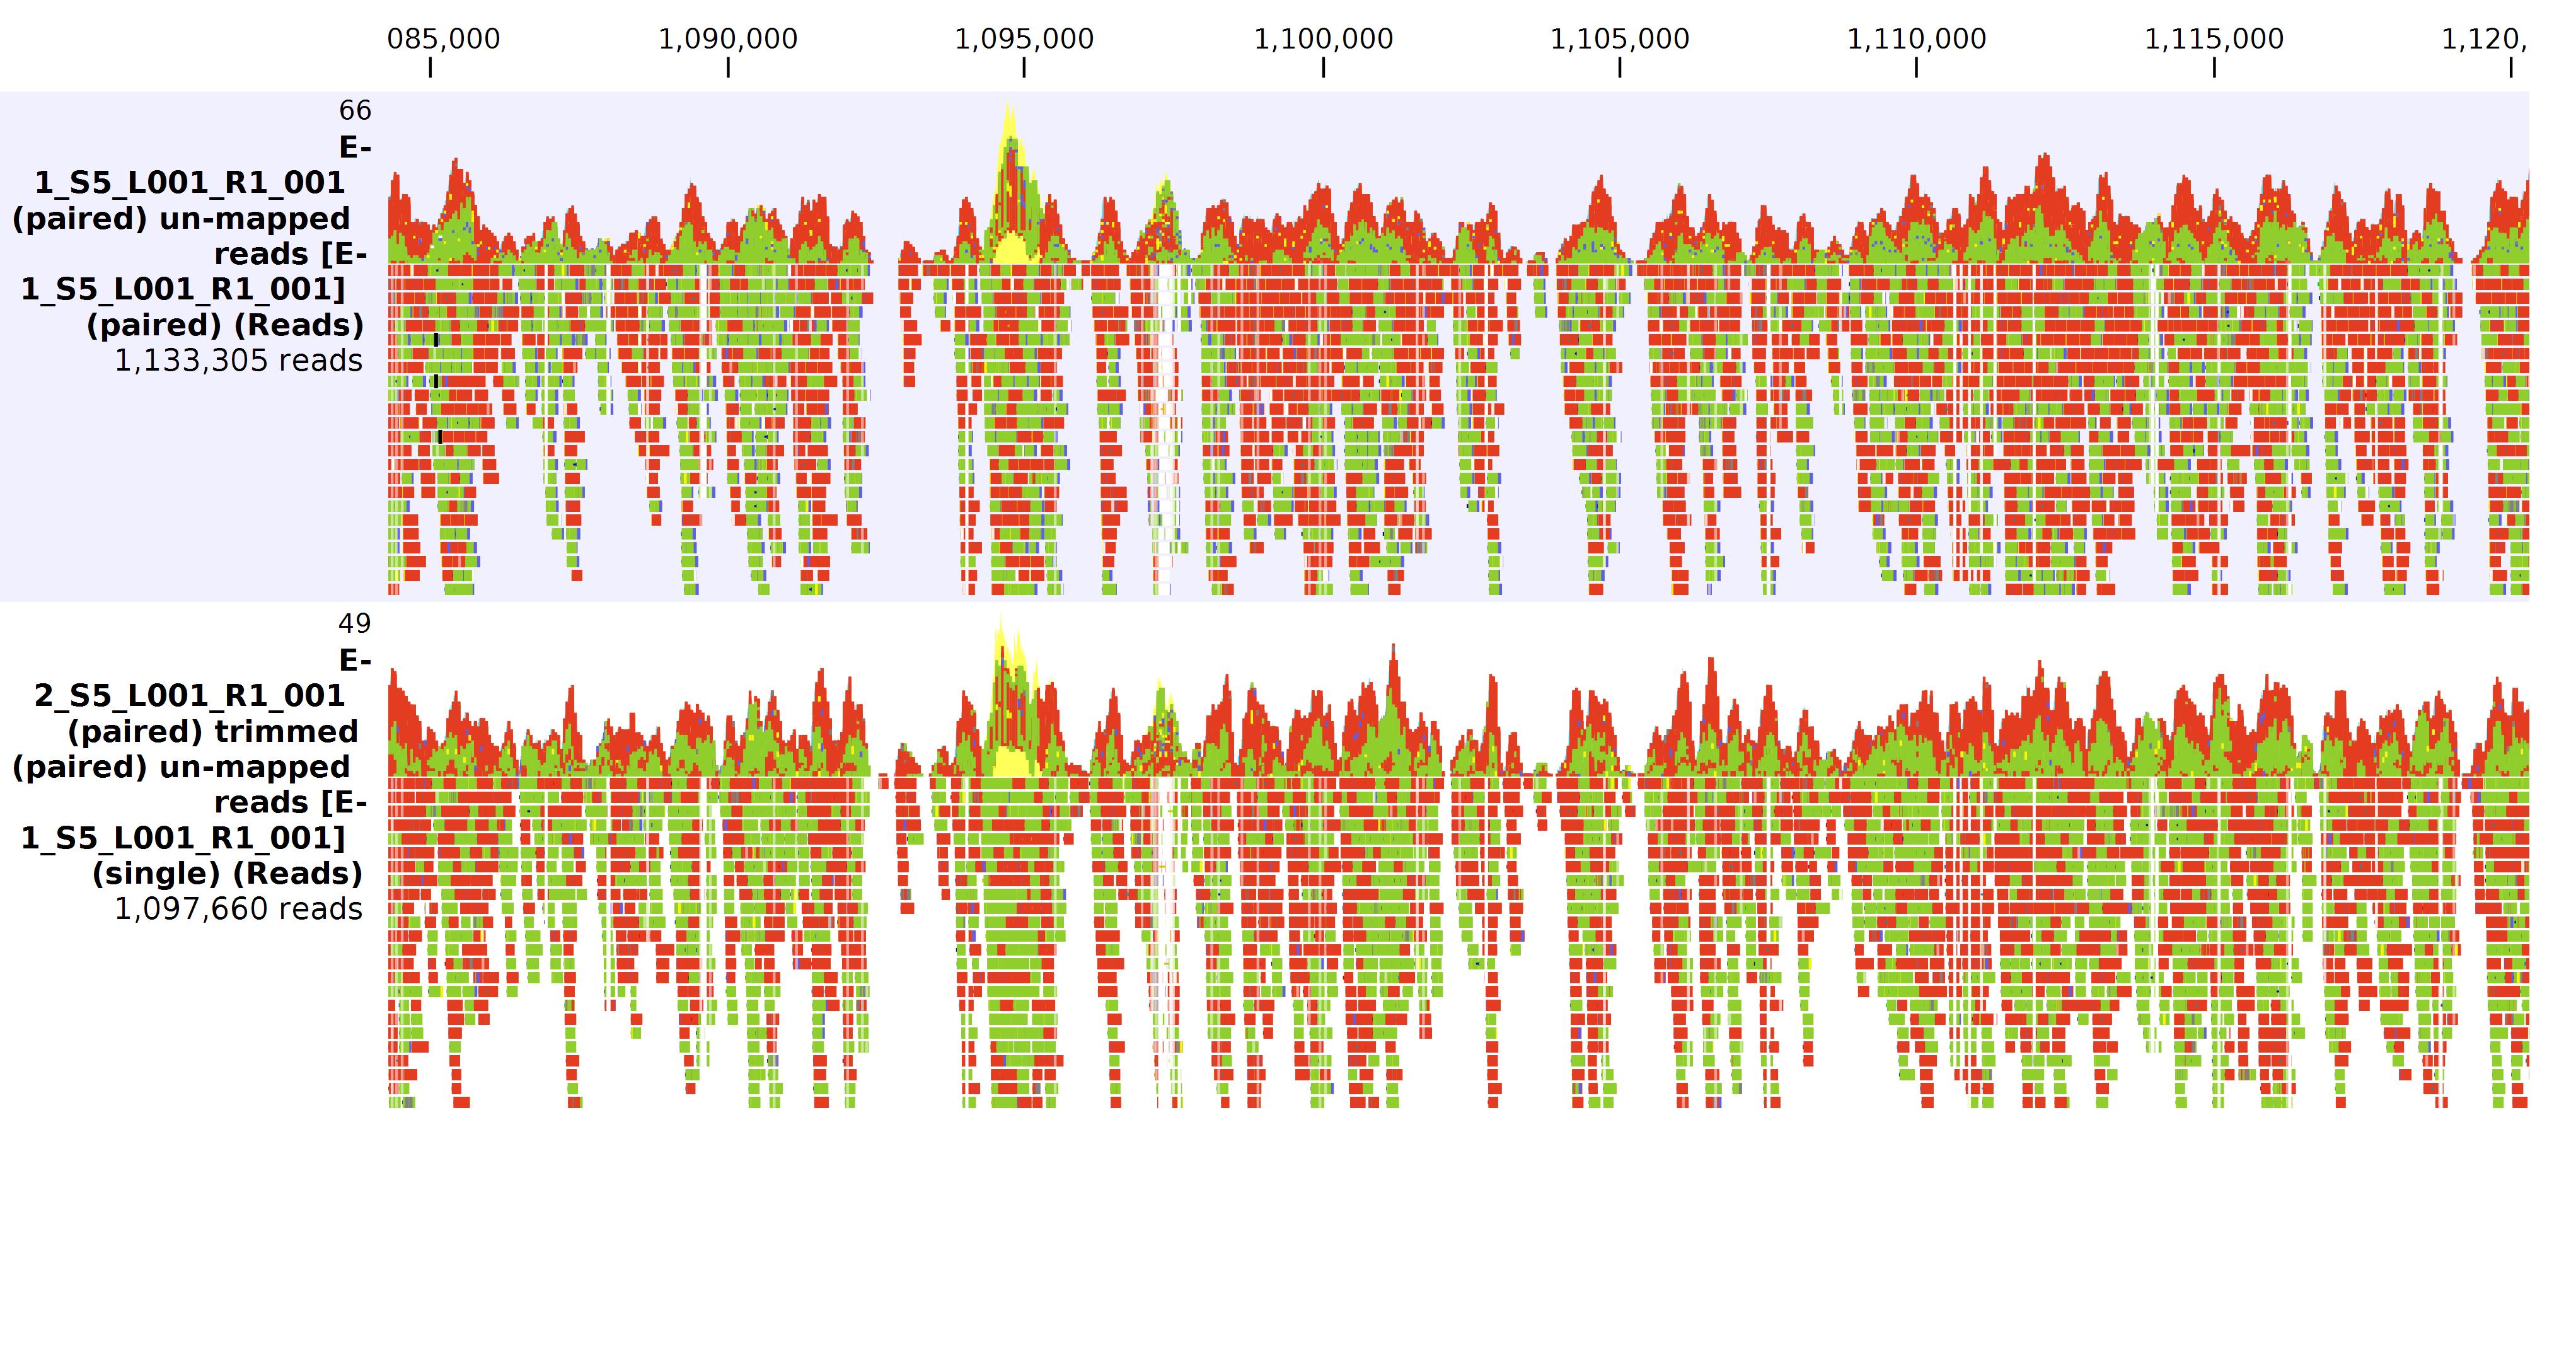 085,000 1,090,000 1,095,000 1,100,000 1,105,000 1,110,000 1,115,000 1,120,
66
E-
1_S5_L001_R1_001
(paired) un-mapped
reads [E-
1_S5_L001_R1_001]
(paired) (Reads)
1,133,305 reads
49
E-
2_S5_L001_R1_001
(paired) trimmed
(paired) un-mapped
reads [E-
1_S5_L001_R1_001]
(single) (Reads)
1,097,660 reads